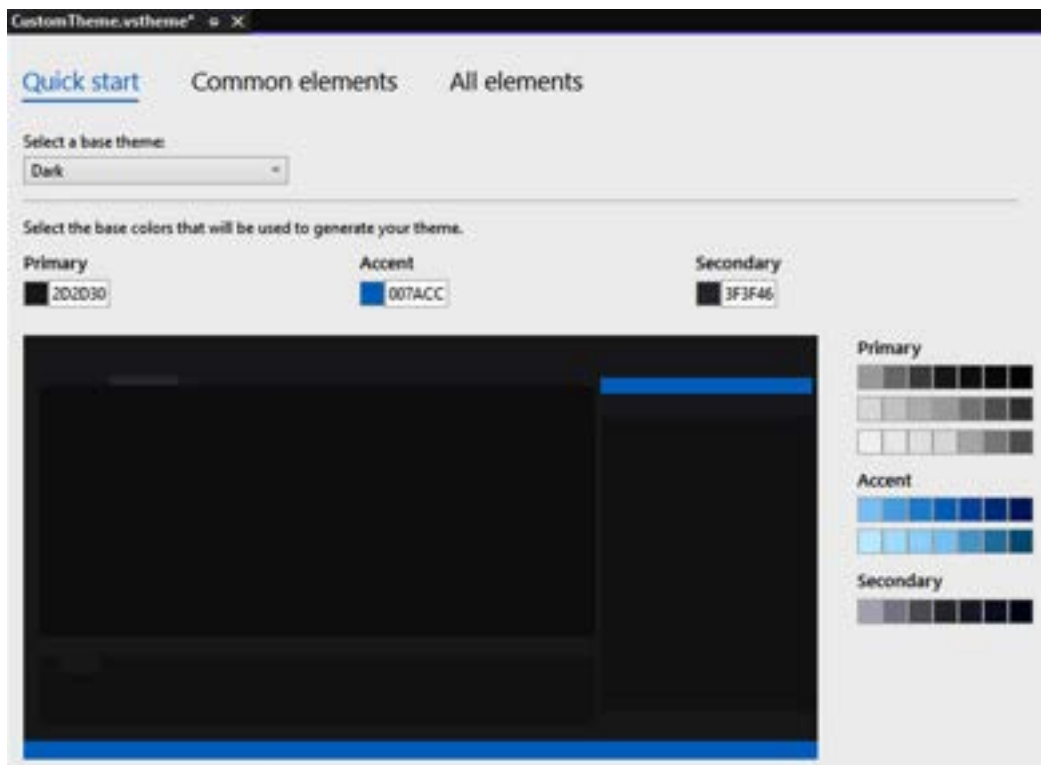 CustomTheme.vstheme*
Quick start Common elements All elements
Select a base theme:
Dark
Select the base colors that will be used to generate your theme.
Primary Accent Secondary
2D2D30 007ACC 3F3F46
Primary
Accent
Secondary